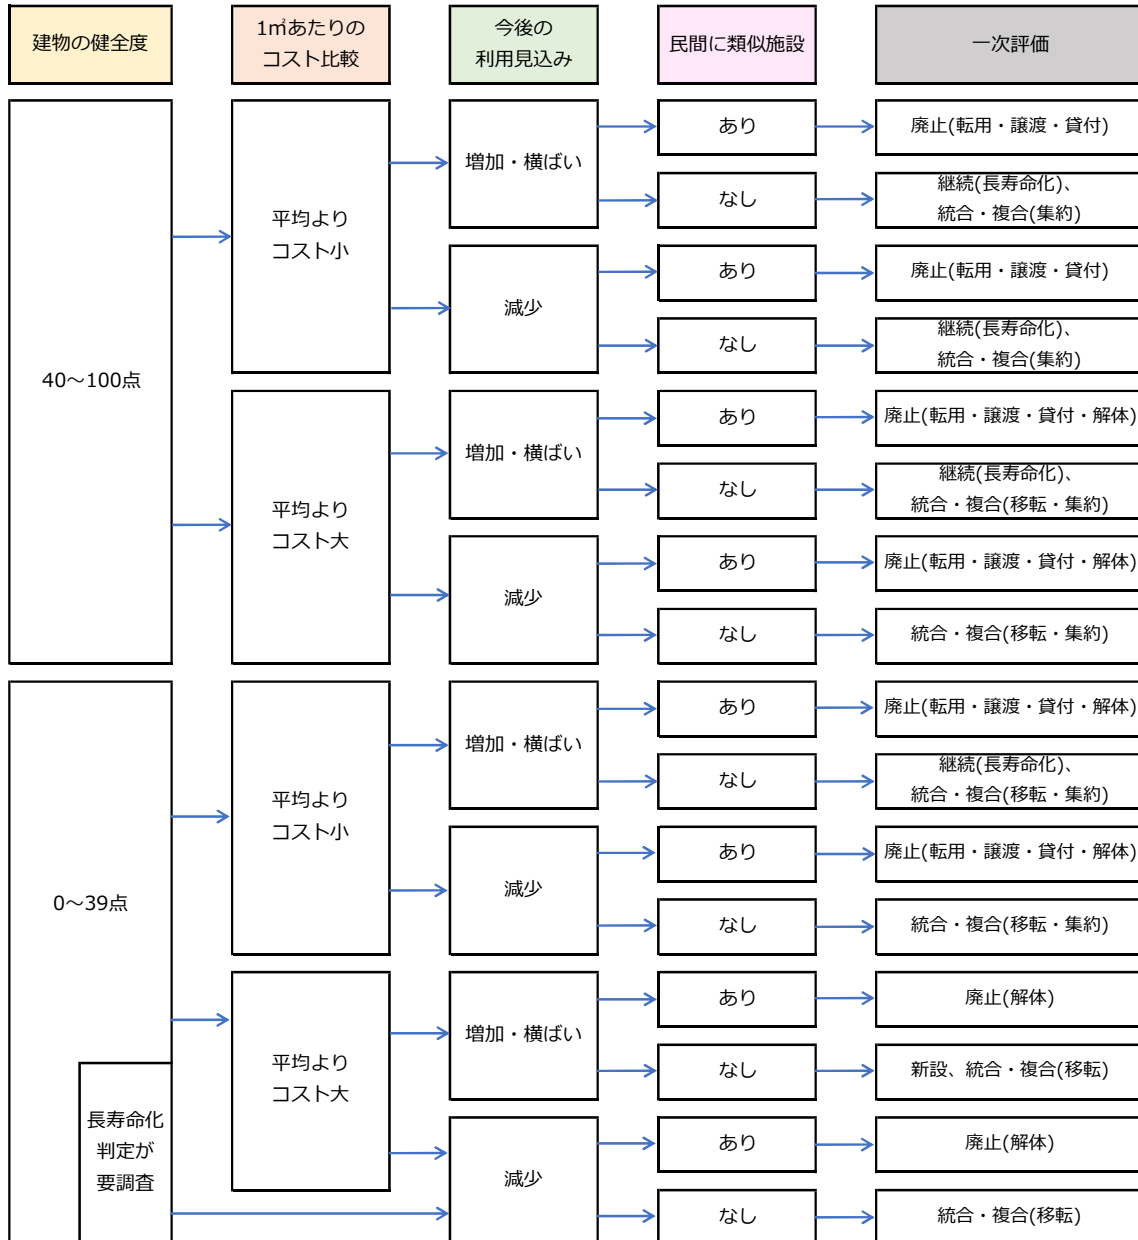 建物の健全度
1㎡あたりの
コスト比較
今後の
利用見込み
民間に類似施設
一次評価
40～100点
平均より
コスト小
増加・横ばい
あり
廃止(転用・譲渡・貸付)
なし
継続(長寿命化)、
統合・複合(集約)
減少
あり
廃止(転用・譲渡・貸付)
なし
継続(長寿命化)、
統合・複合(集約)
平均より
コスト大
増加・横ばい
あり
廃止(転用・譲渡・貸付・解体)
なし
継続(長寿命化)、
統合・複合(移転・集約)
減少
あり
廃止(転用・譲渡・貸付・解体)
なし
統合・複合(移転・集約)
0～39点
平均より
コスト小
増加・横ばい
あり
廃止(転用・譲渡・貸付・解体)
なし
継続(長寿命化)、
統合・複合(移転・集約)
減少
あり
廃止(転用・譲渡・貸付・解体)
なし
統合・複合(移転・集約)
平均より
コスト大
増加・横ばい
あり
廃止(解体)
なし
新設、統合・複合(移転)
長寿命化
判定が
要調査
減少
あり
廃止(解体)
なし
統合・複合(移転)